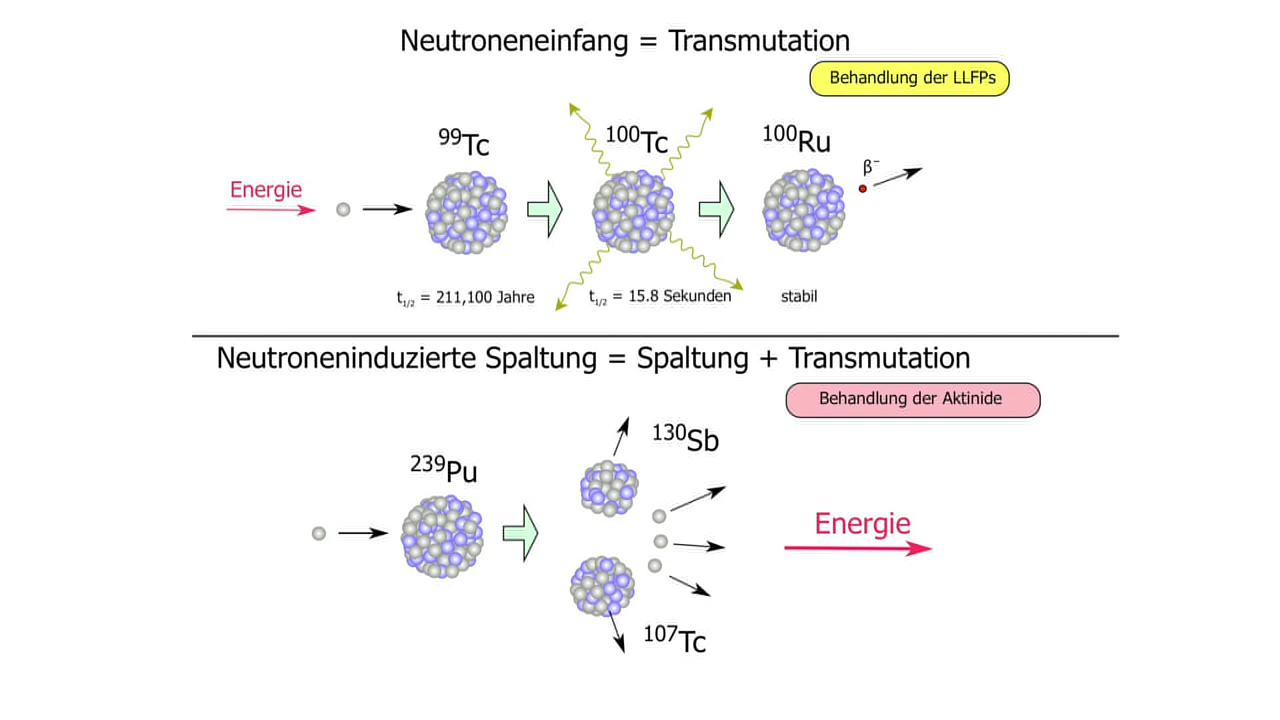 Neutroneneinfang = Transmutation
Behandlung der LLFPs
⁹⁹Tc
¹⁰⁰Tc
¹⁰⁰Ru
β⁻
Energie
t₁/₂ = 211,100 Jahre
t₁/₂ = 15.8 Sekunden
stabil
Neutroneninduzierte Spaltung = Spaltung + Transmutation
Behandlung der Aktinide
¹³⁰Sb
²³⁹Pu
Energie
¹⁰⁷Tc